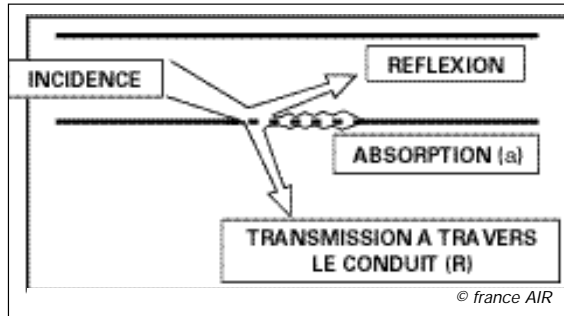 INCIDENCE
REFLEXION
ABSORPTION (a)
TRANSMISSION A TRAVERS
LE CONDUIT (R)
© france AIR